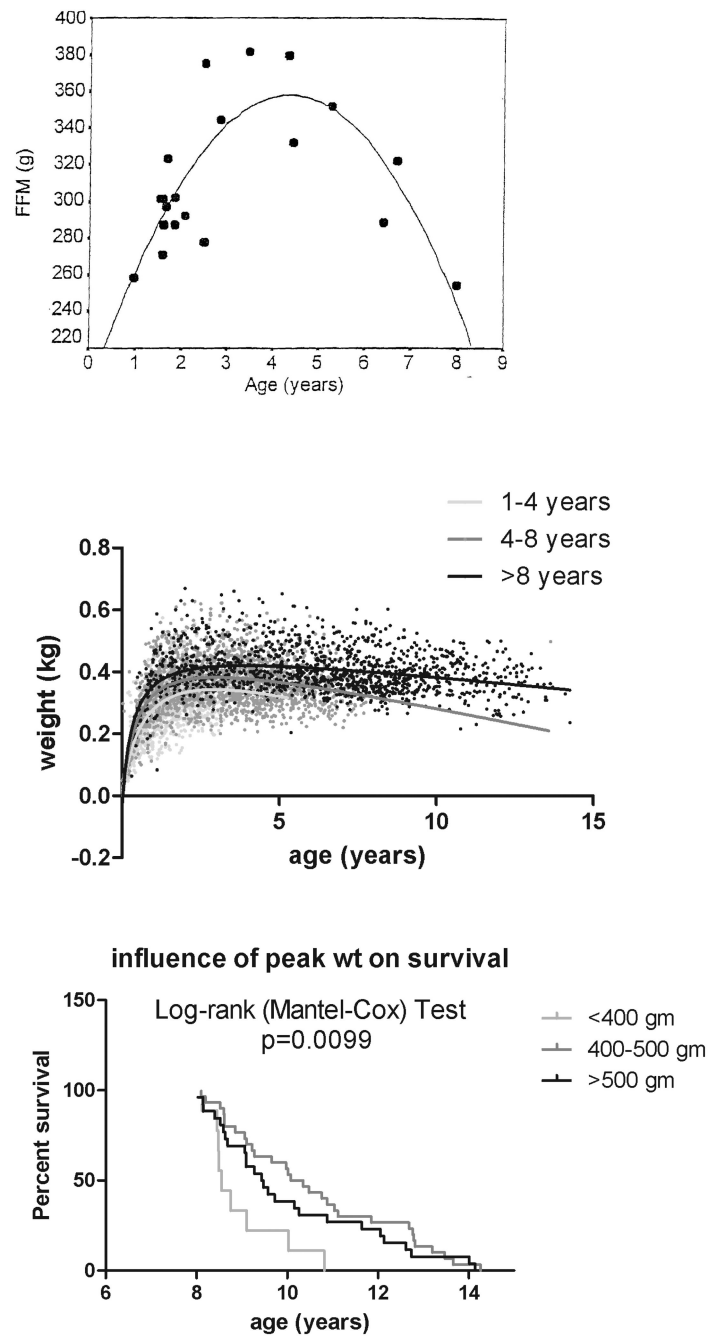 400
380
360
340
320
300
280
260
240
220
FFM (g)
0 1 2 3 4 5 6 7 8 9
Age (years)
1-4 years
4-8 years
>8 years
0.8
0.6
0.4
0.2
0.0
-0.2
weight (kg)
5 10 15
age (years)
influence of peak wt on survival
Log-rank (Mantel-Cox) Test
p=0.0099
<400 gm
400-500 gm
>500 gm
150
100
50
0
Percent survival
6 8 10 12 14
age (years)